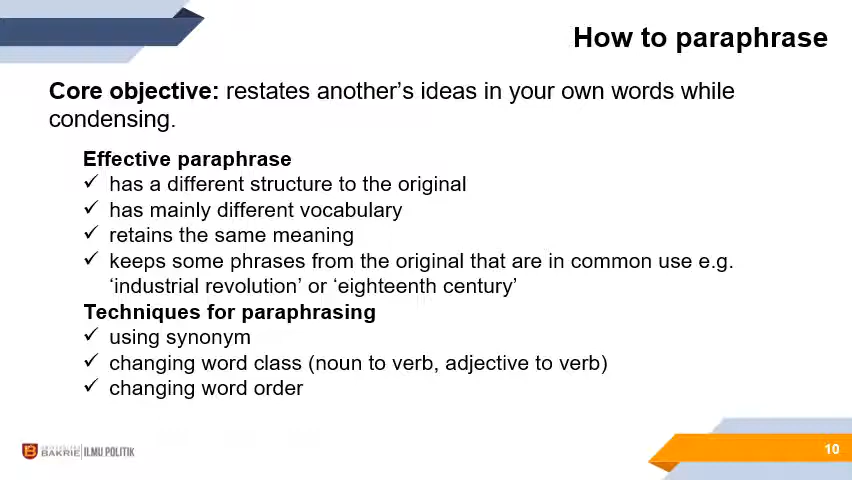 How to paraphrase
Core objective: restates another’s ideas in your own words while
condensing.
Effective paraphrase
✓ has a different structure to the original
✓ has mainly different vocabulary
✓ retains the same meaning
✓ keeps some phrases from the original that are in common use e.g.
‘industrial revolution’ or ‘eighteenth century’
Techniques for paraphrasing
✓ using synonym
✓ changing word class (noun to verb, adjective to verb)
✓ changing word order
UNIVERSITAS
BAKRIE
ILMU POLITIK
10